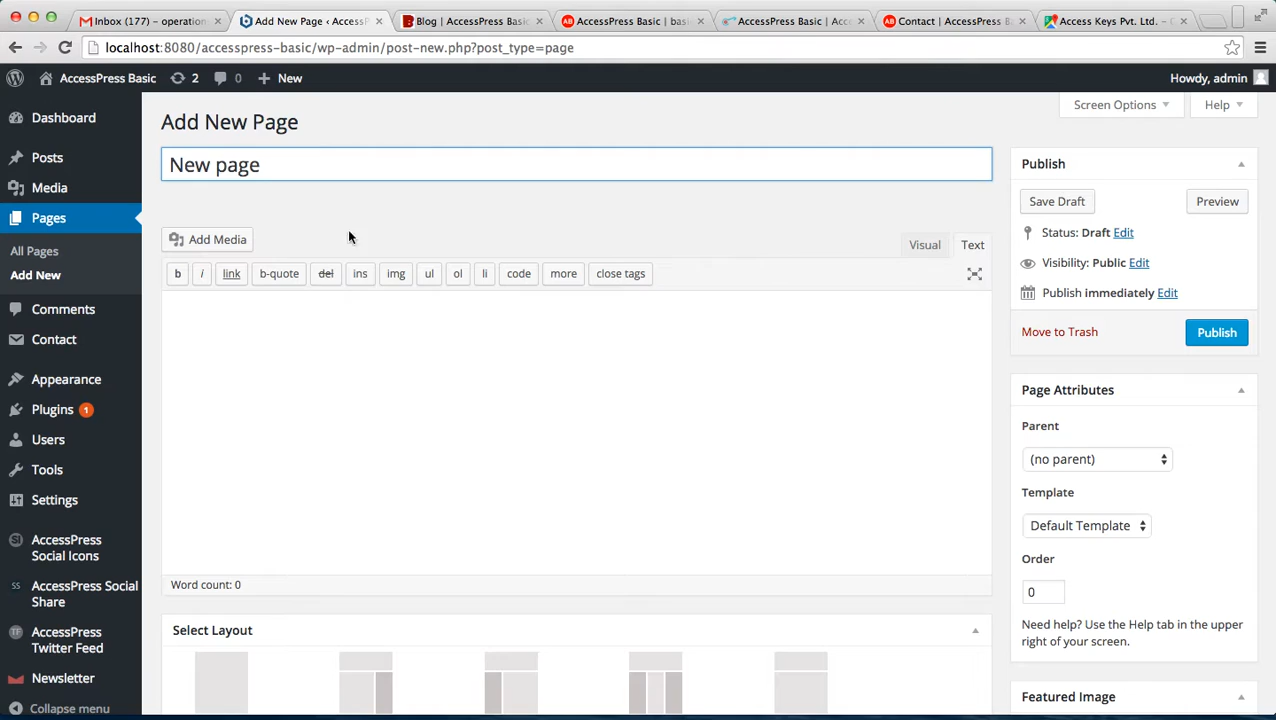 Inbox (177) – operation
Add New Page ‹ AccessPr
Blog | AccessPress Basic
AccessPress Basic | basi
AccessPress Basic | Acce
Contact | AccessPress Ba
Access Keys Pvt. Ltd. –
localhost:8080/accesspress-basic/wp-admin/post-new.php?post_type=page
AccessPress Basic 2 0 New Howdy, admin
Screen Options Help
Dashboard
Posts
Media
Pages
All Pages
Add New
Comments
Contact
Appearance
Plugins 1
Users
Tools
Settings
AccessPress
Social Icons
AccessPress Social
Share
AccessPress
Twitter Feed
Newsletter
Collapse menu
Add New Page
New page
Add Media
Visual Text
b i link b-quote del ins img ul ol li code more close tags
Word count: 0
Select Layout
Publish
Save Draft Preview
Status: Draft Edit
Visibility: Public Edit
Publish immediately Edit
Move to Trash Publish
Page Attributes
Parent
(no parent)
Template
Default Template
Order
0
Need help? Use the Help tab in the upper
right of your screen.
Featured Image